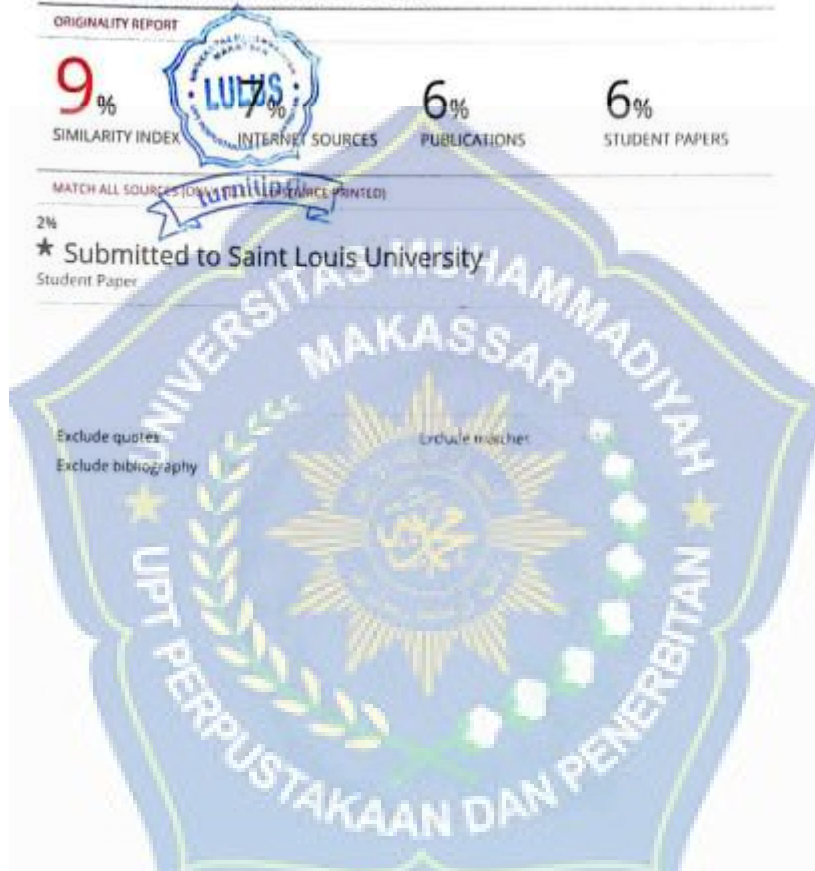 ORIGINALITY REPORT
9%
SIMILARITY INDEX
7%
INTERNET SOURCES
6%
PUBLICATIONS
6%
STUDENT PAPERS
LULUS
turnitin
MATCH ALL SOURCES PRINTED)
2%
★ Submitted to Saint Louis University
Student Paper
Exclude quotes
Exclude matches
Exclude bibliography
UNIVERSITAS MUHAMMADIYAH
MAKASSAR
UPT PERPUSTAKAAN DAN PENERBITAN